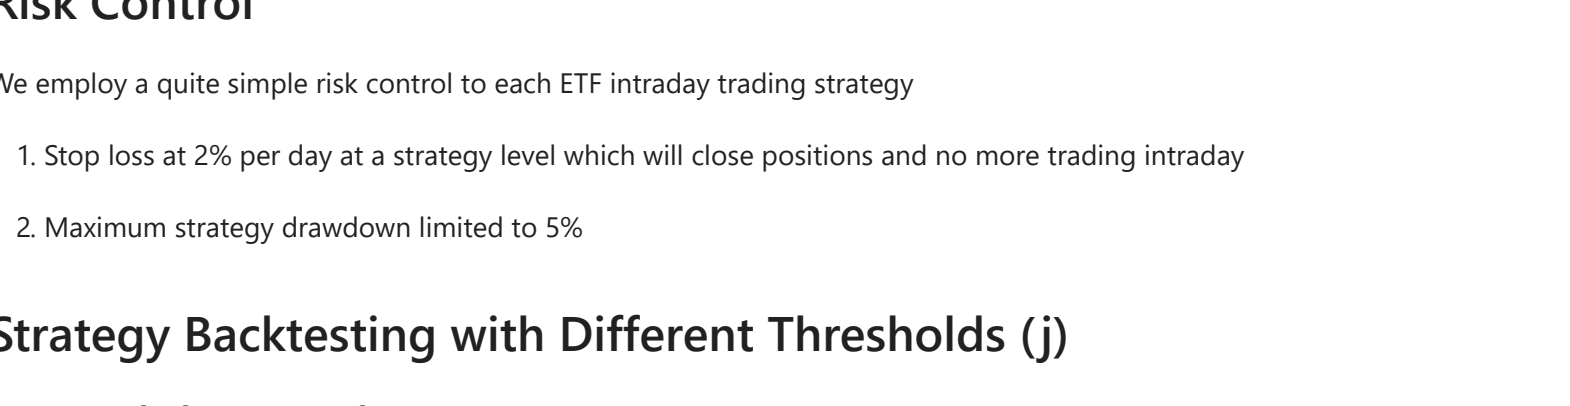 Risk Control
We employ a quite simple risk control to each ETF intraday trading strategy
1. Stop loss at 2% per day at a strategy level which will close positions and no more trading intraday
2. Maximum strategy drawdown limited to 5%
Strategy Backtesting with Different Thresholds (j)